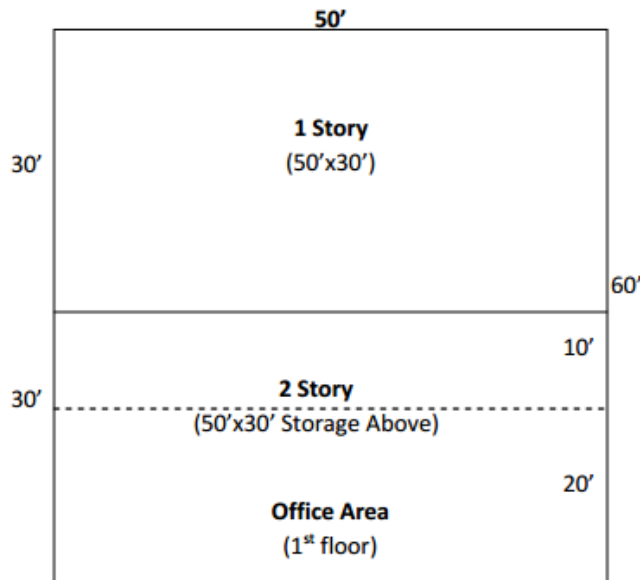 50’
1 Story
(50’x30’)
30’
60’
10’
30’
2 Story
(50’x30’ Storage Above)
20’
Office Area
(1st floor)